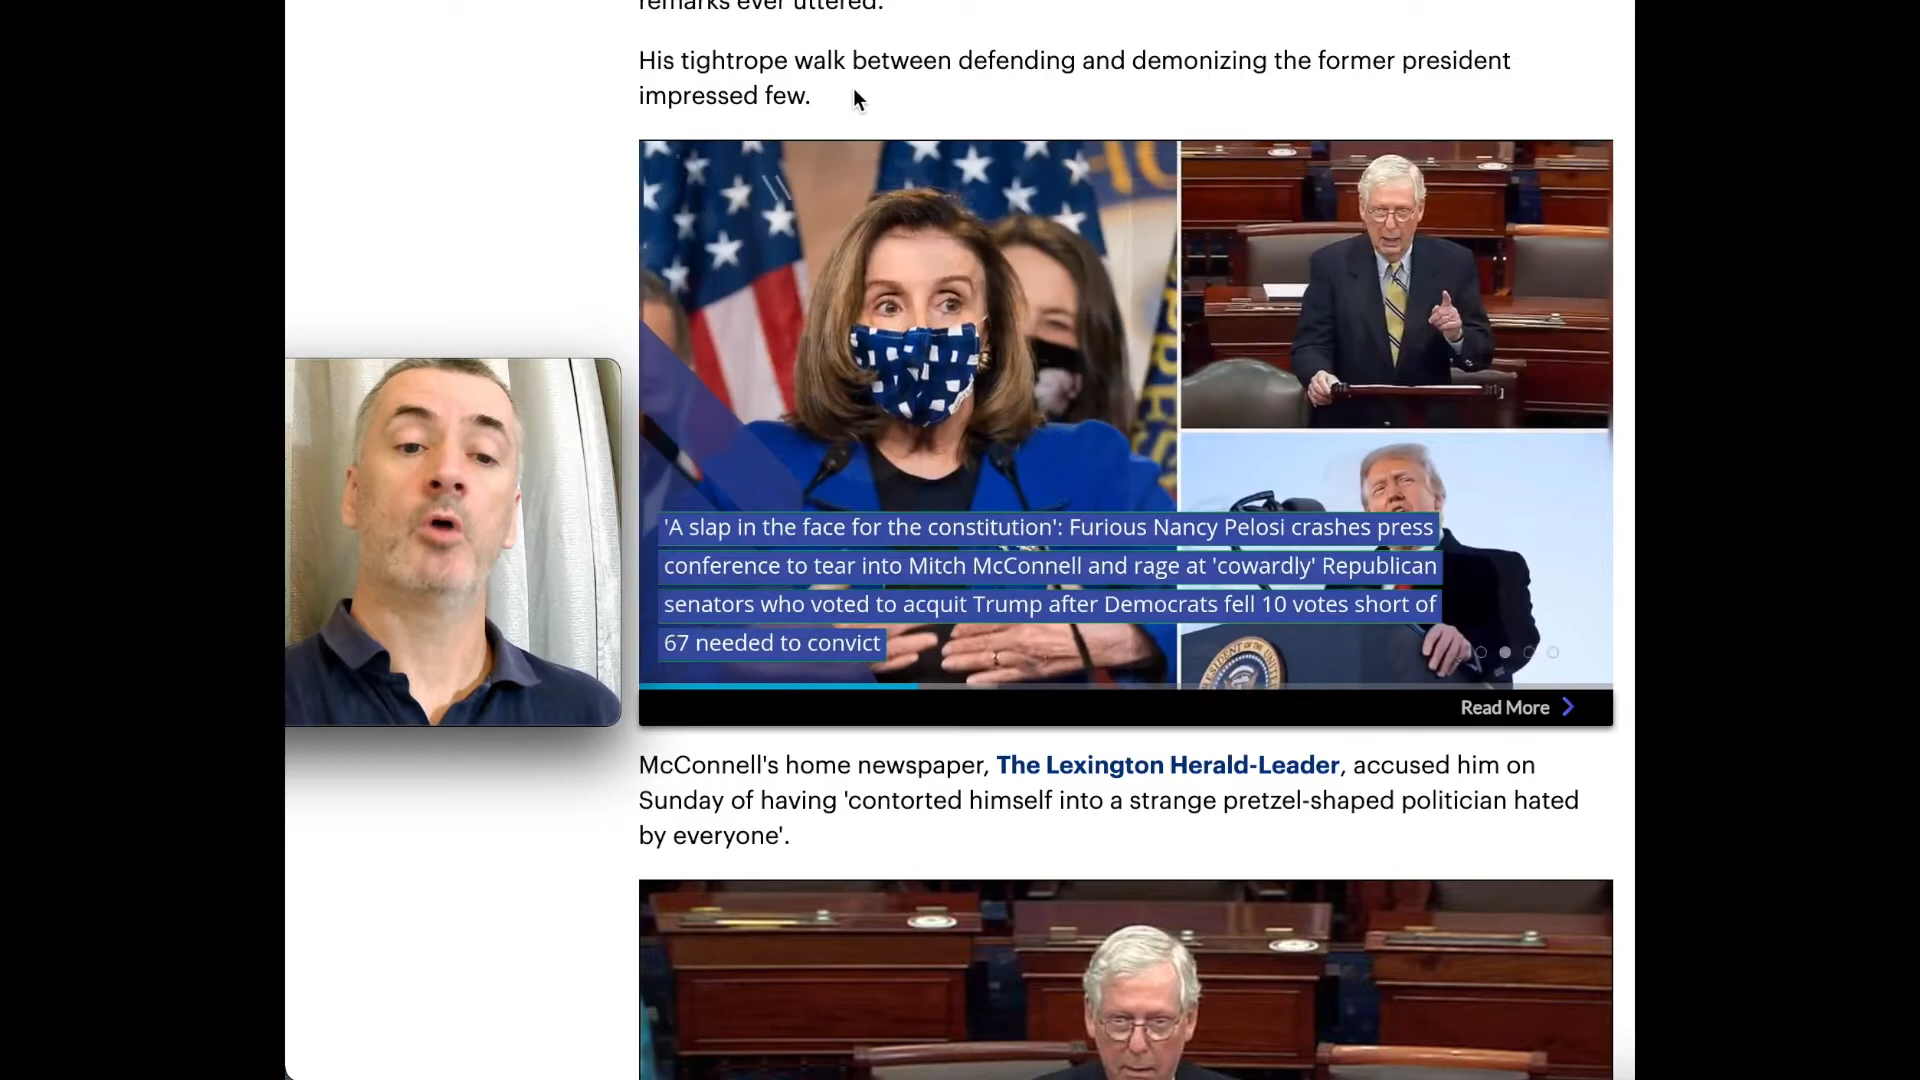 remarks ever uttered.
His tightrope walk between defending and demonizing the former president
impressed few.
'A slap in the face for the constitution': Furious Nancy Pelosi crashes press
conference to tear into Mitch McConnell and rage at 'cowardly' Republican
senators who voted to acquit Trump after Democrats fell 10 votes short of
67 needed to convict
Read More
McConnell's home newspaper, The Lexington Herald-Leader, accused him on
Sunday of having 'contorted himself into a strange pretzel-shaped politician hated
by everyone'.